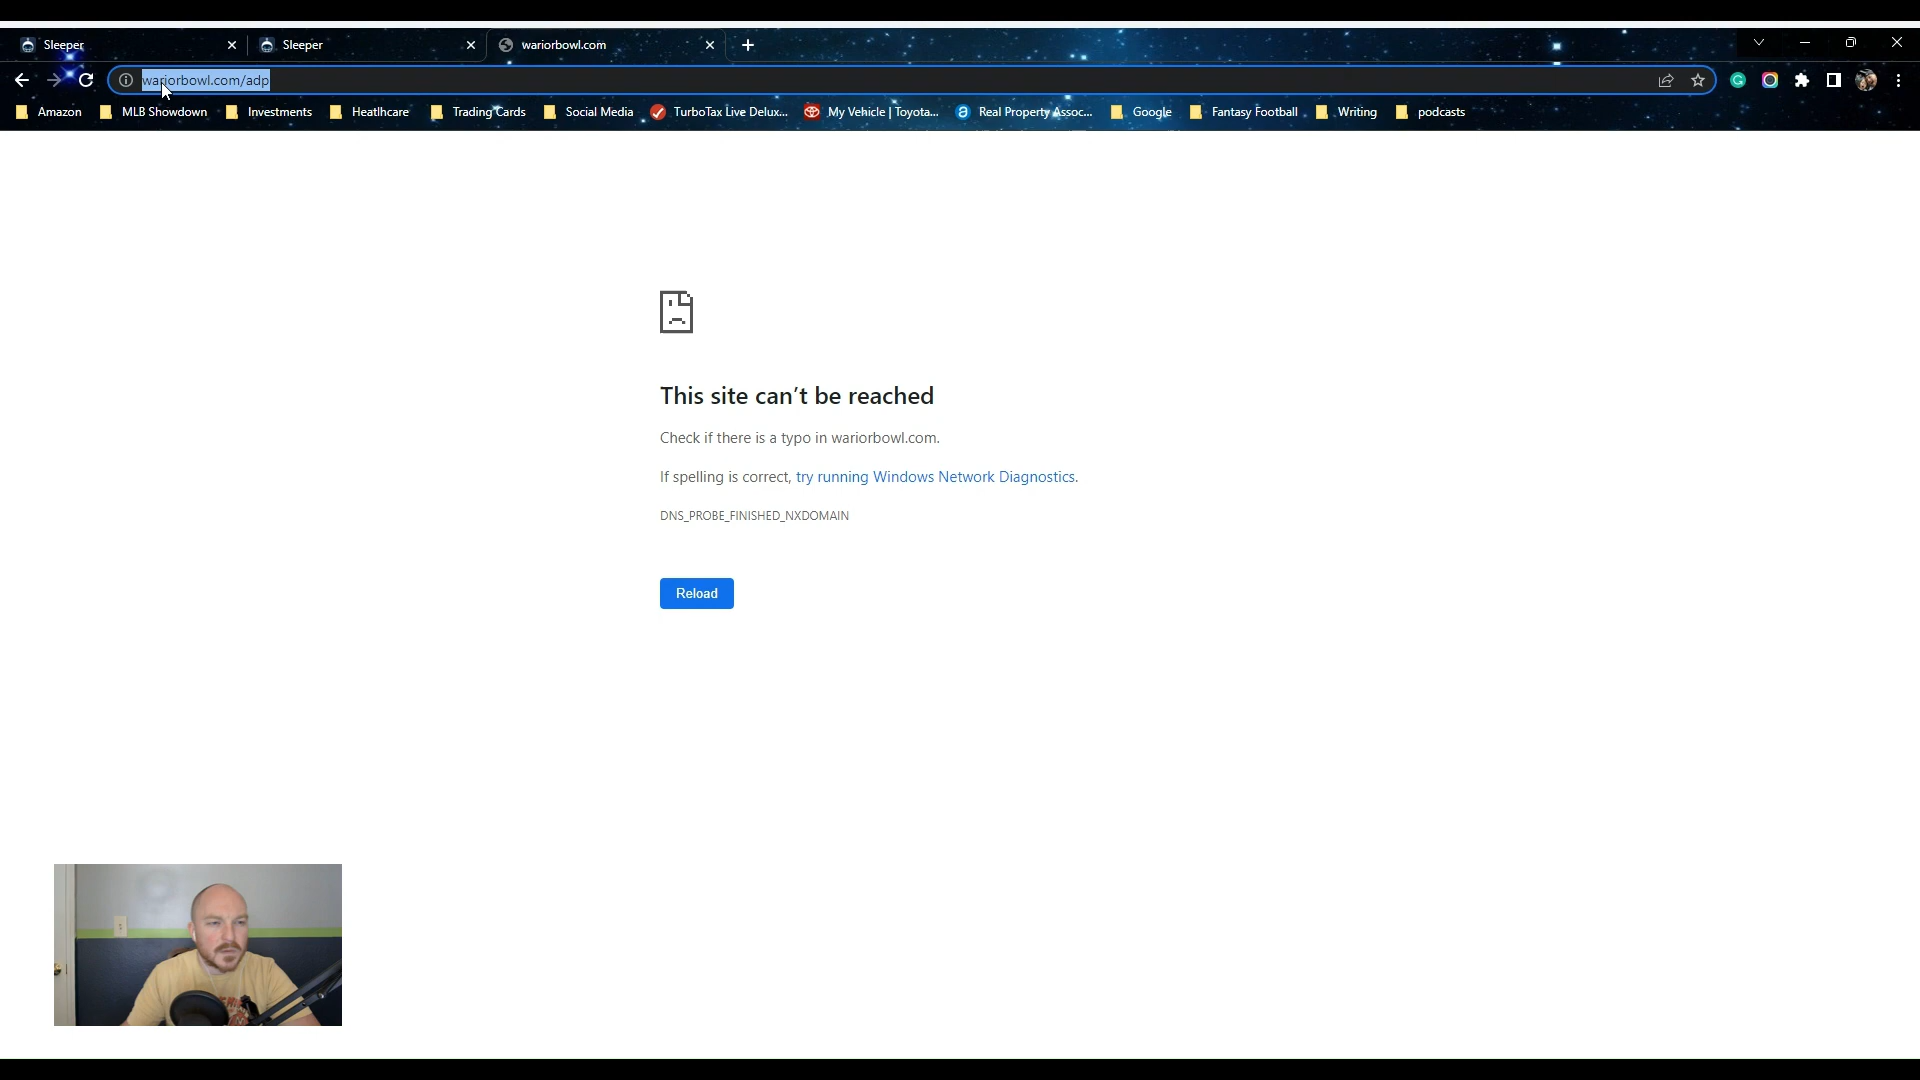 Sleeper
Sleeper
wariorbowl.com
wariorbowl.com/adp
Amazon
MLB Showdown
Investments
Heatlhcare
Trading Cards
Social Media
TurboTax Live Delux...
My Vehicle | Toyota...
Real Property Assoc...
Google
Fantasy Football
Writing
podcasts
This site can't be reached
Check if there is a typo in wariorbowl.com.
If spelling is correct, try running Windows Network Diagnostics.
DNS_PROBE_FINISHED_NXDOMAIN
Reload